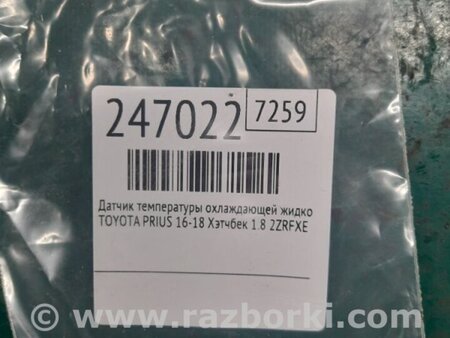 247022 7259
Датчик температуры охлаждающей жидко
TOYOTA PRIUS 16-18 Хэтчбек 1.8 2ZRFXE
© www.razborki.com